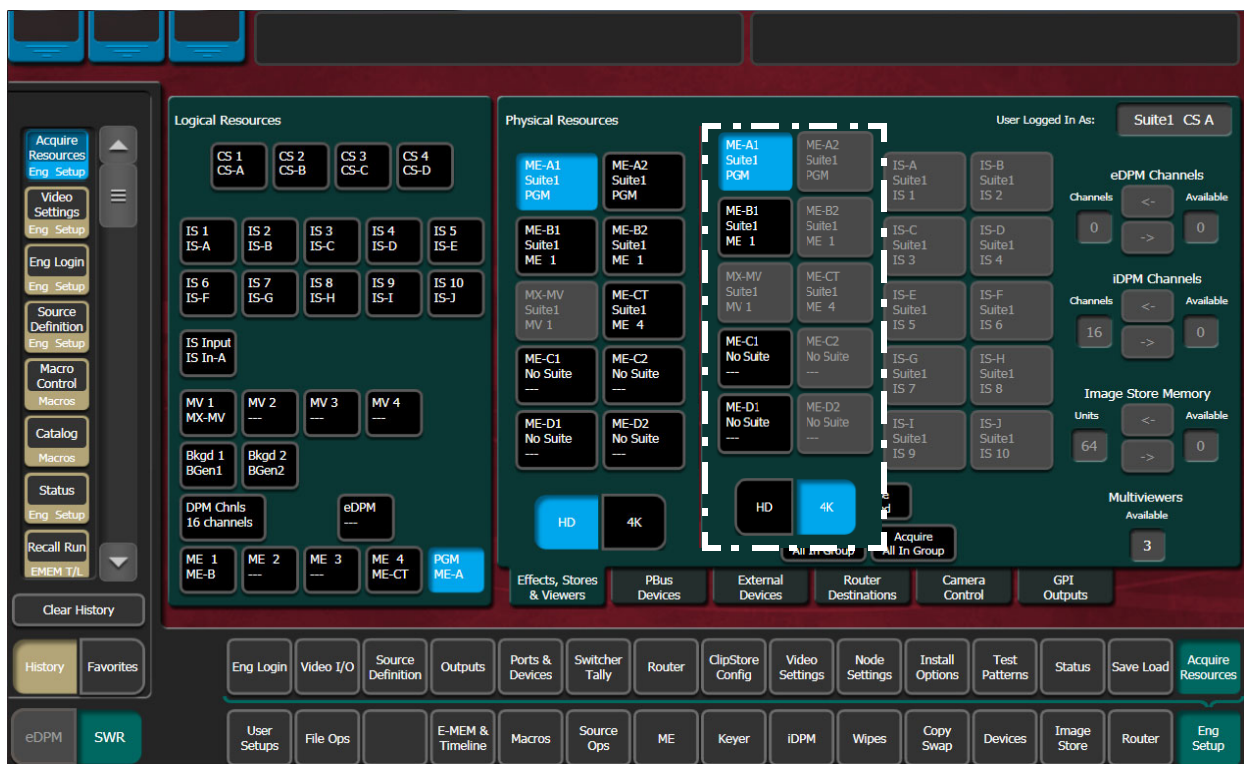 Acquire
Resources
Eng Setup
Video
Settings
Eng Setup
Eng Login
Eng Setup
Source
Definition
Eng Setup
Macro
Control
Macros
Catalog
Macros
Status
Eng Setup
Recall Run
EMEM T/L
Clear History
History
Favorites
eDPM
SWR
Logical Resources
CS 1
CS-A
CS 2
CS-B
CS 3
CS-C
CS 4
CS-D
IS 1
IS-A
IS 2
IS-B
IS 3
IS-C
IS 4
IS-D
IS 5
IS-E
IS 6
IS-F
IS 7
IS-G
IS 8
IS-H
IS 9
IS-I
IS 10
IS-J
IS Input
IS In-A
MV 1
MX-MV
MV 2
---
MV 3
---
MV 4
---
Bkgd 1
BGen1
Bkgd 2
BGen2
DPM Chnls
16 channels
eDPM
---
ME 1
ME-B
ME 2
---
ME 3
---
ME 4
ME-CT
PGM
ME-A
Physical Resources
User Logged In As:
Suite1 CS A
ME-A1
Suite1
PGM
ME-A2
Suite1
PGM
ME-B1
Suite1
ME 1
ME-B2
Suite1
ME 1
MX-MV
Suite1
MV 1
ME-CT
Suite1
ME 4
ME-C1
No Suite
---
ME-C2
No Suite
---
ME-D1
No Suite
---
ME-D2
No Suite
---
HD
4K
ME-A1
Suite1
PGM
ME-A2
Suite1
PGM
ME-B1
Suite1
ME 1
ME-B2
Suite1
ME 1
MX-MV
Suite1
MV 1
ME-CT
Suite1
ME 4
ME-C1
No Suite
---
ME-C2
No Suite
---
ME-D1
No Suite
---
ME-D2
No Suite
---
HD
4K
IS-A
Suite1
IS 1
IS-B
Suite1
IS 2
IS-C
Suite1
IS 3
IS-D
Suite1
IS 4
IS-E
Suite1
IS 5
IS-F
Suite1
IS 6
IS-G
Suite1
IS 7
IS-H
Suite1
IS 8
IS-I
Suite1
IS 9
IS-J
Suite1
IS 10
All In Group
Acquire
All In Group
eDPM Channels
Channels
<-
Available
0
->
0
iDPM Channels
Channels
<-
Available
16
->
0
Image Store Memory
Units
<-
Available
64
->
0
Multiviewers
Available
3
Effects, Stores
& Viewers
PBus
Devices
External
Devices
Router
Destinations
Camera
Control
GPI
Outputs
Eng Login
Video I/O
Source
Definition
Outputs
Ports &
Devices
Switcher
Tally
Router
ClipStore
Config
Video
Settings
Node
Settings
Install
Options
Test
Patterns
Status
Save Load
Acquire
Resources
User
Setups
File Ops
E-MEM &
Timeline
Macros
Source
Ops
ME
Keyer
iDPM
Wipes
Copy
Swap
Devices
Image
Store
Router
Eng
Setup